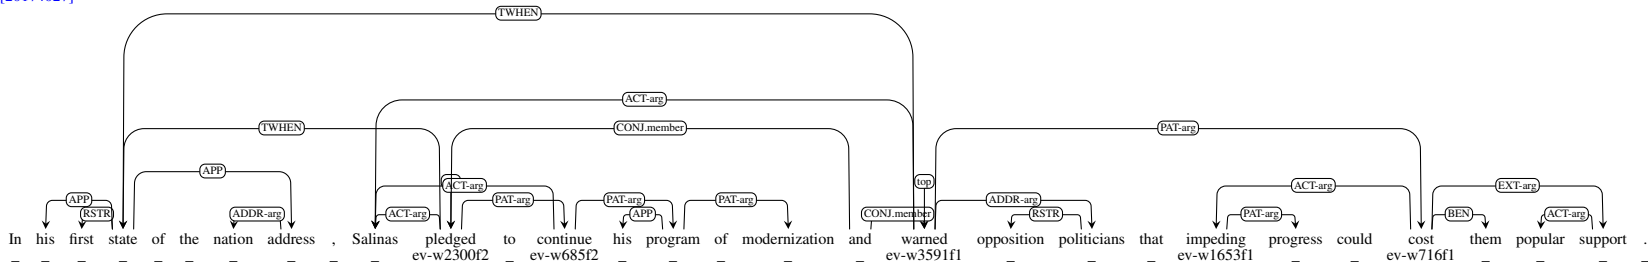 TWHEN
ACT-arg
TWHEN CONJ.member PAT-arg
APP
ACT-arg top ACT-arg EXT-arg
APP PAT-arg PAT-arg PAT-arg ADDR-arg
RSTR ADDR-arg ACT-arg APP CONJ.member RSTR PAT-arg BEN ACT-arg
In his first state of the nation address , Salinas pledged to continue his program of modernization and warned opposition politicians that impeding progress could cost them popular support .
_ _ _ _ _ _ _ _ _ _ ev-w2300f2 _ ev-w685f2 _ _ _ _ _ ev-w3591f1 _ _ _ ev-w1653f1 _ _ ev-w716f1 _ _ _ _